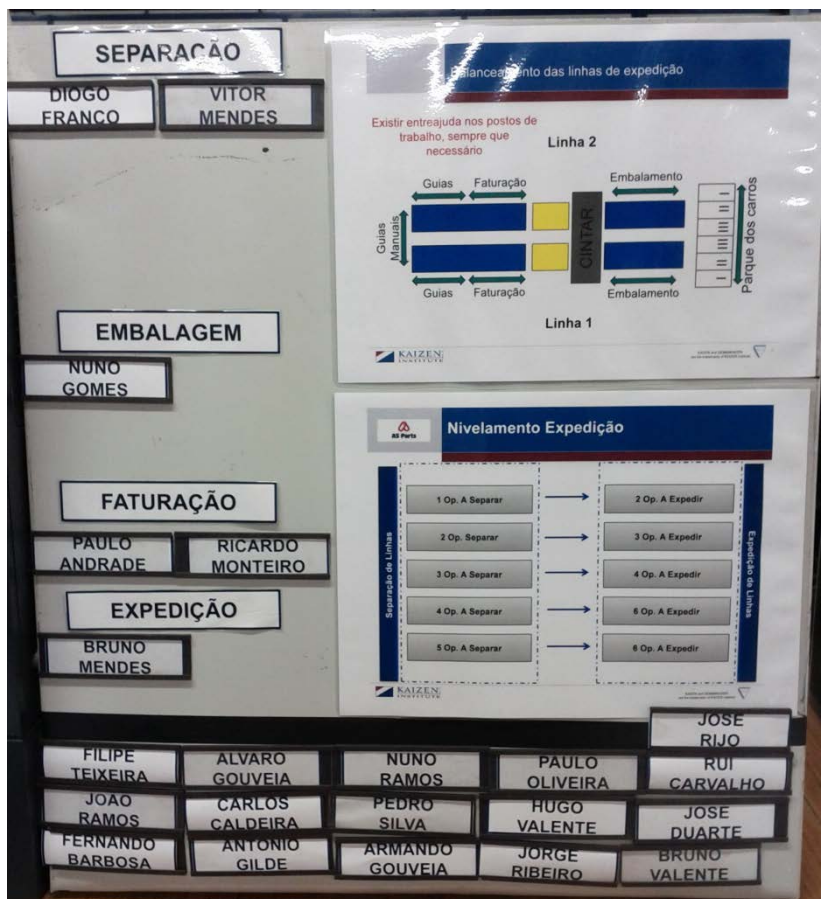 SEPARAÇÃO
DIOGO
FRANCO
VITOR
MENDES
EMBALAGEM
NUNO
GOMES
FATURAÇÃO
PAULO
ANDRADE
RICARDO
MONTEIRO
EXPEDIÇÃO
BRUNO
MENDES
Balanceamento das linhas de expedição
Existir entreajuda nos postos de
trabalho, sempre que
necessário
Linha 2
Guias
Faturação
Embalamento
Guias
Manuais
CINTAR
I
II
III
III
II
I
Parque dos carros
Guias
Faturação
Embalamento
Linha 1
KAIZEN
INSTITUTE
AS Parts
Nivelamento Expedição
Separação de Linhas
1 Op. A Separar
2 Op. A Expedir
2 Op. Separar
3 Op. A Expedir
3 Op. A Separar
4 Op. A Expedir
4 Op. A Separar
6 Op. A Expedir
5 Op. A Separar
6 Op. A Expedir
Expedição de Linhas
KAIZEN
INSTITUTE
JOSE
RIJO
FILIPE
TEIXEIRA
ALVARO
GOUVEIA
NUNO
RAMOS
PAULO
OLIVEIRA
RUI
CARVALHO
JOAO
RAMOS
CARLOS
CALDEIRA
PEDRO
SILVA
HUGO
VALENTE
JOSE
DUARTE
FERNANDO
BARBOSA
ANTONIO
GILDE
ARMANDO
GOUVEIA
JORGE
RIBEIRO
BRUNO
VALENTE